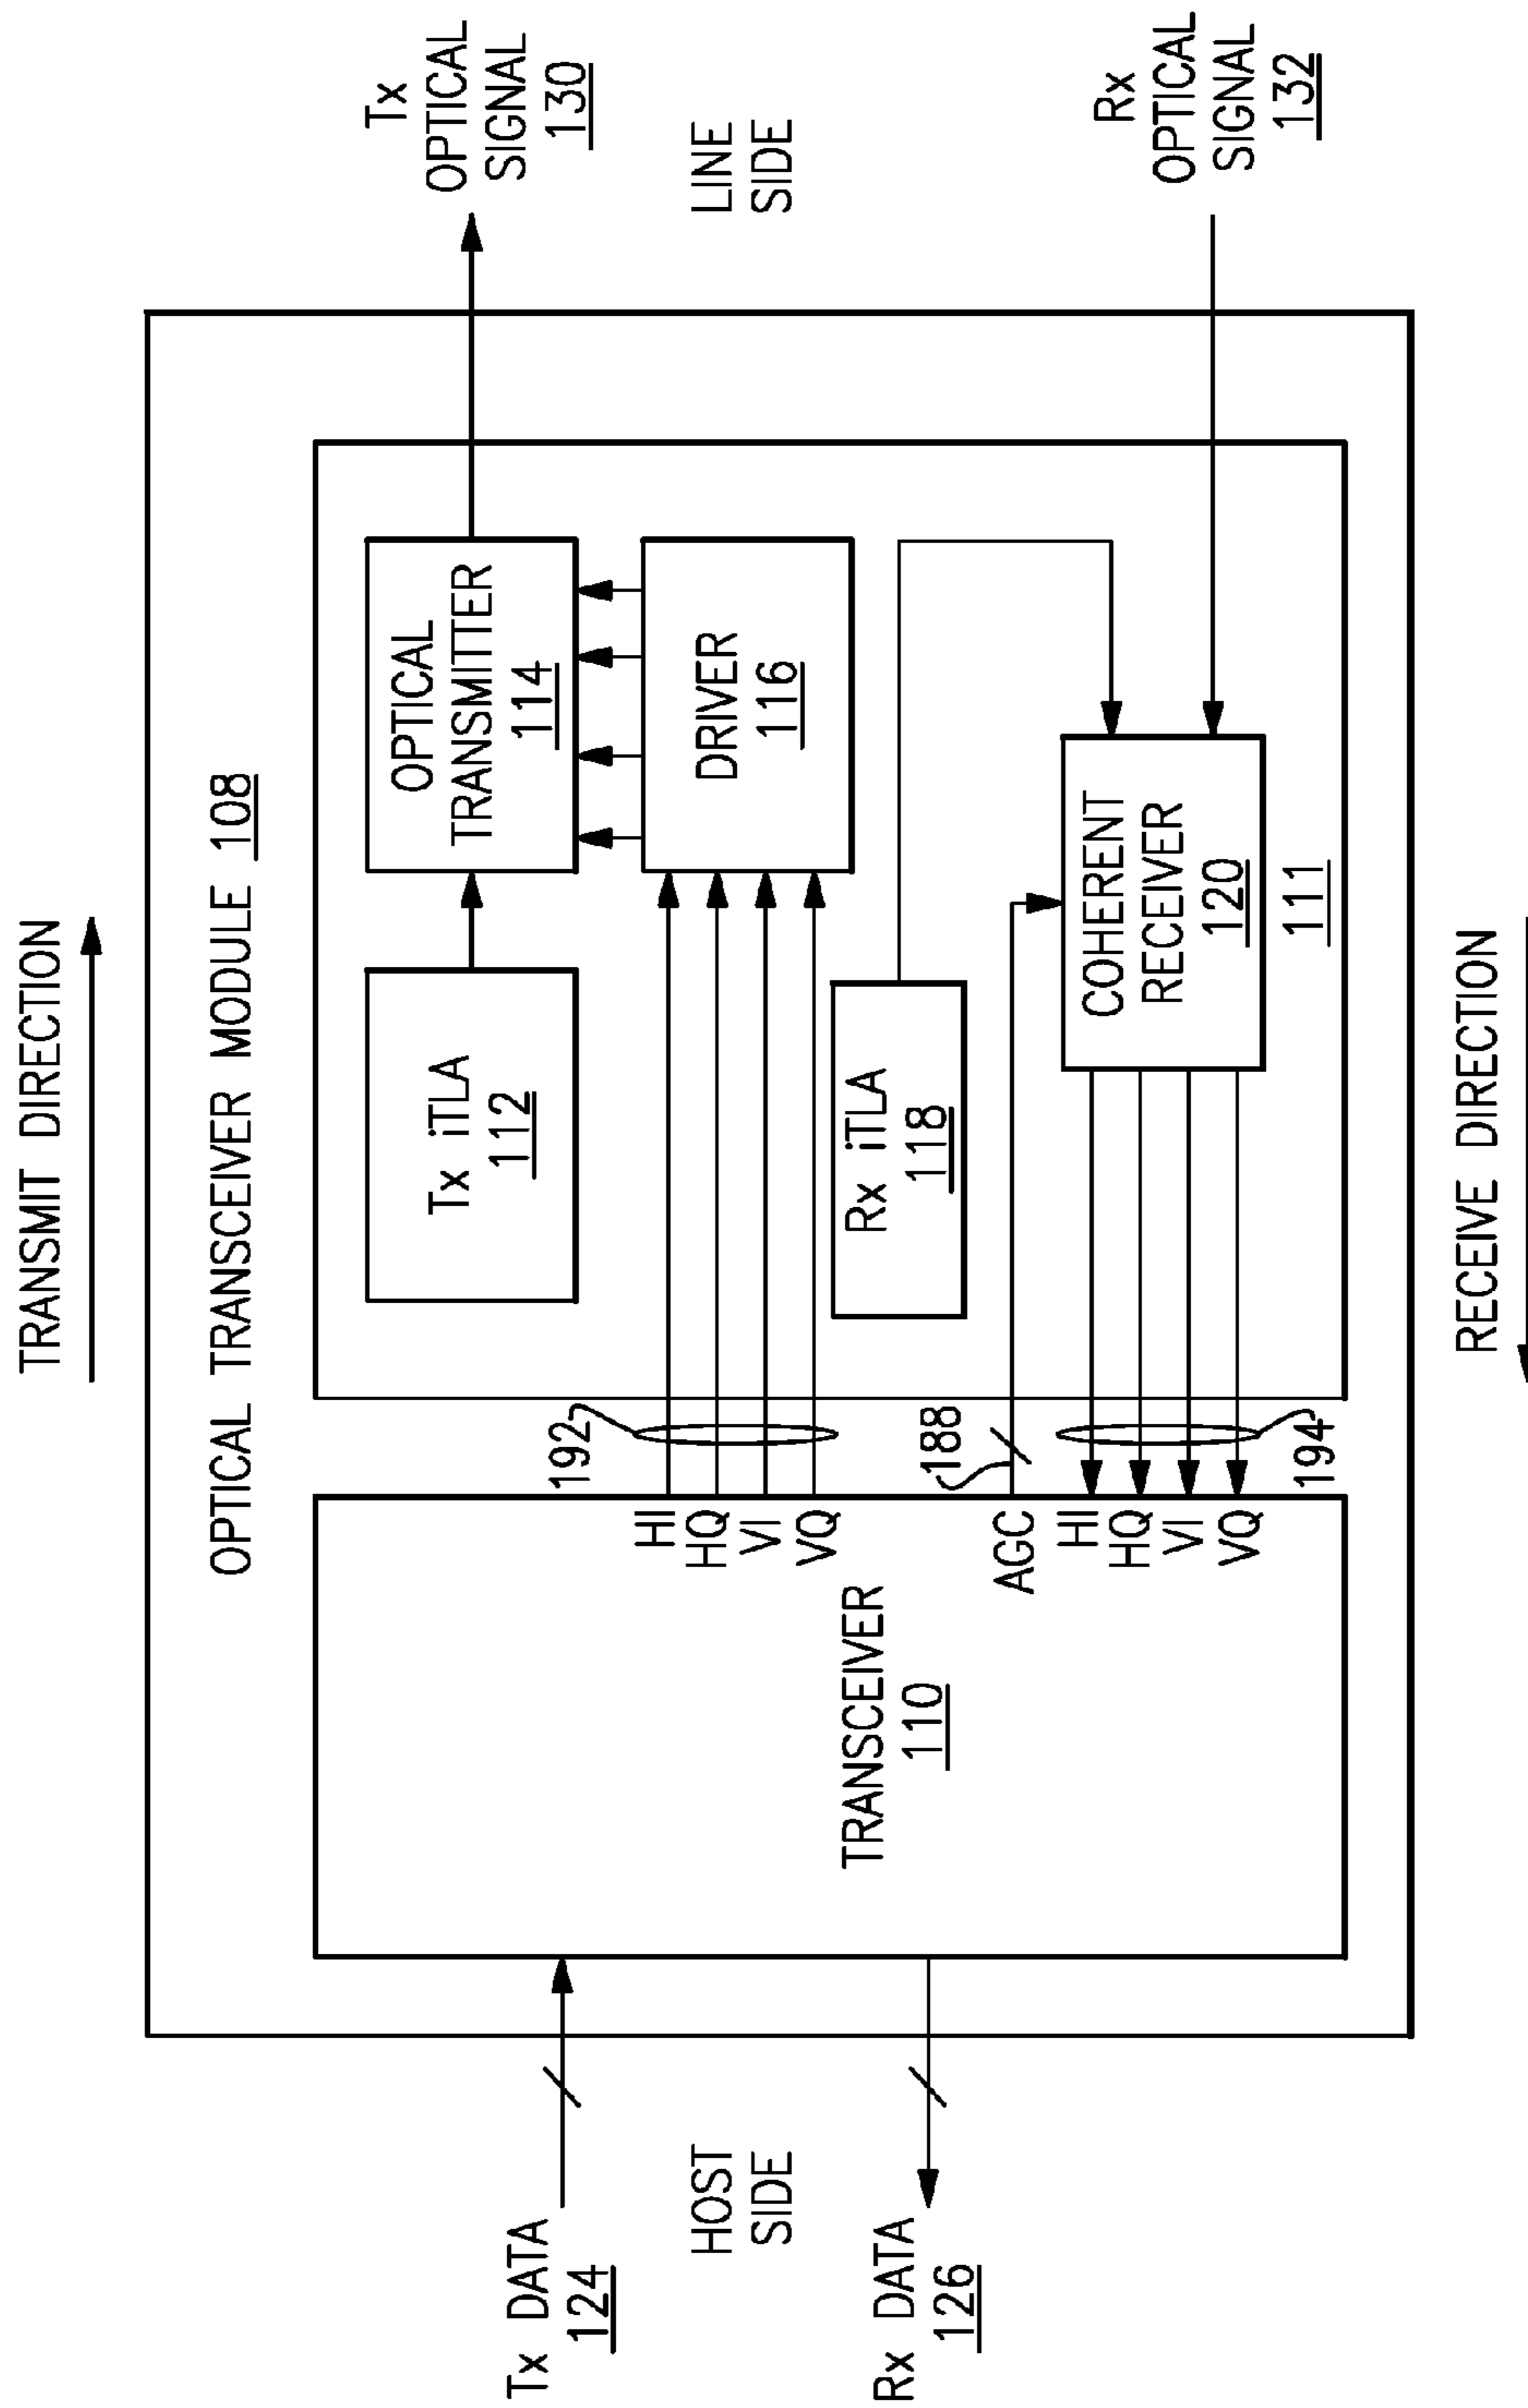 TRANSMIT DIRECTION
OPTICAL TRANSCEIVER MODULE 108
Tx DATA
124
HOST
SIDE
Rx DATA
126
TRANSCEIVER
110
HI
HQ
VI
VQ
AGC
HI
HQ
VI
VQ
192
188
194
Tx iTLA
112
OPTICAL
TRANSMITTER
114
DRIVER
116
Rx iTLA
118
COHERENT
RECEIVER
120
111
Tx
OPTICAL
SIGNAL
130
LINE
SIDE
Rx
OPTICAL
SIGNAL
132
RECEIVE DIRECTION